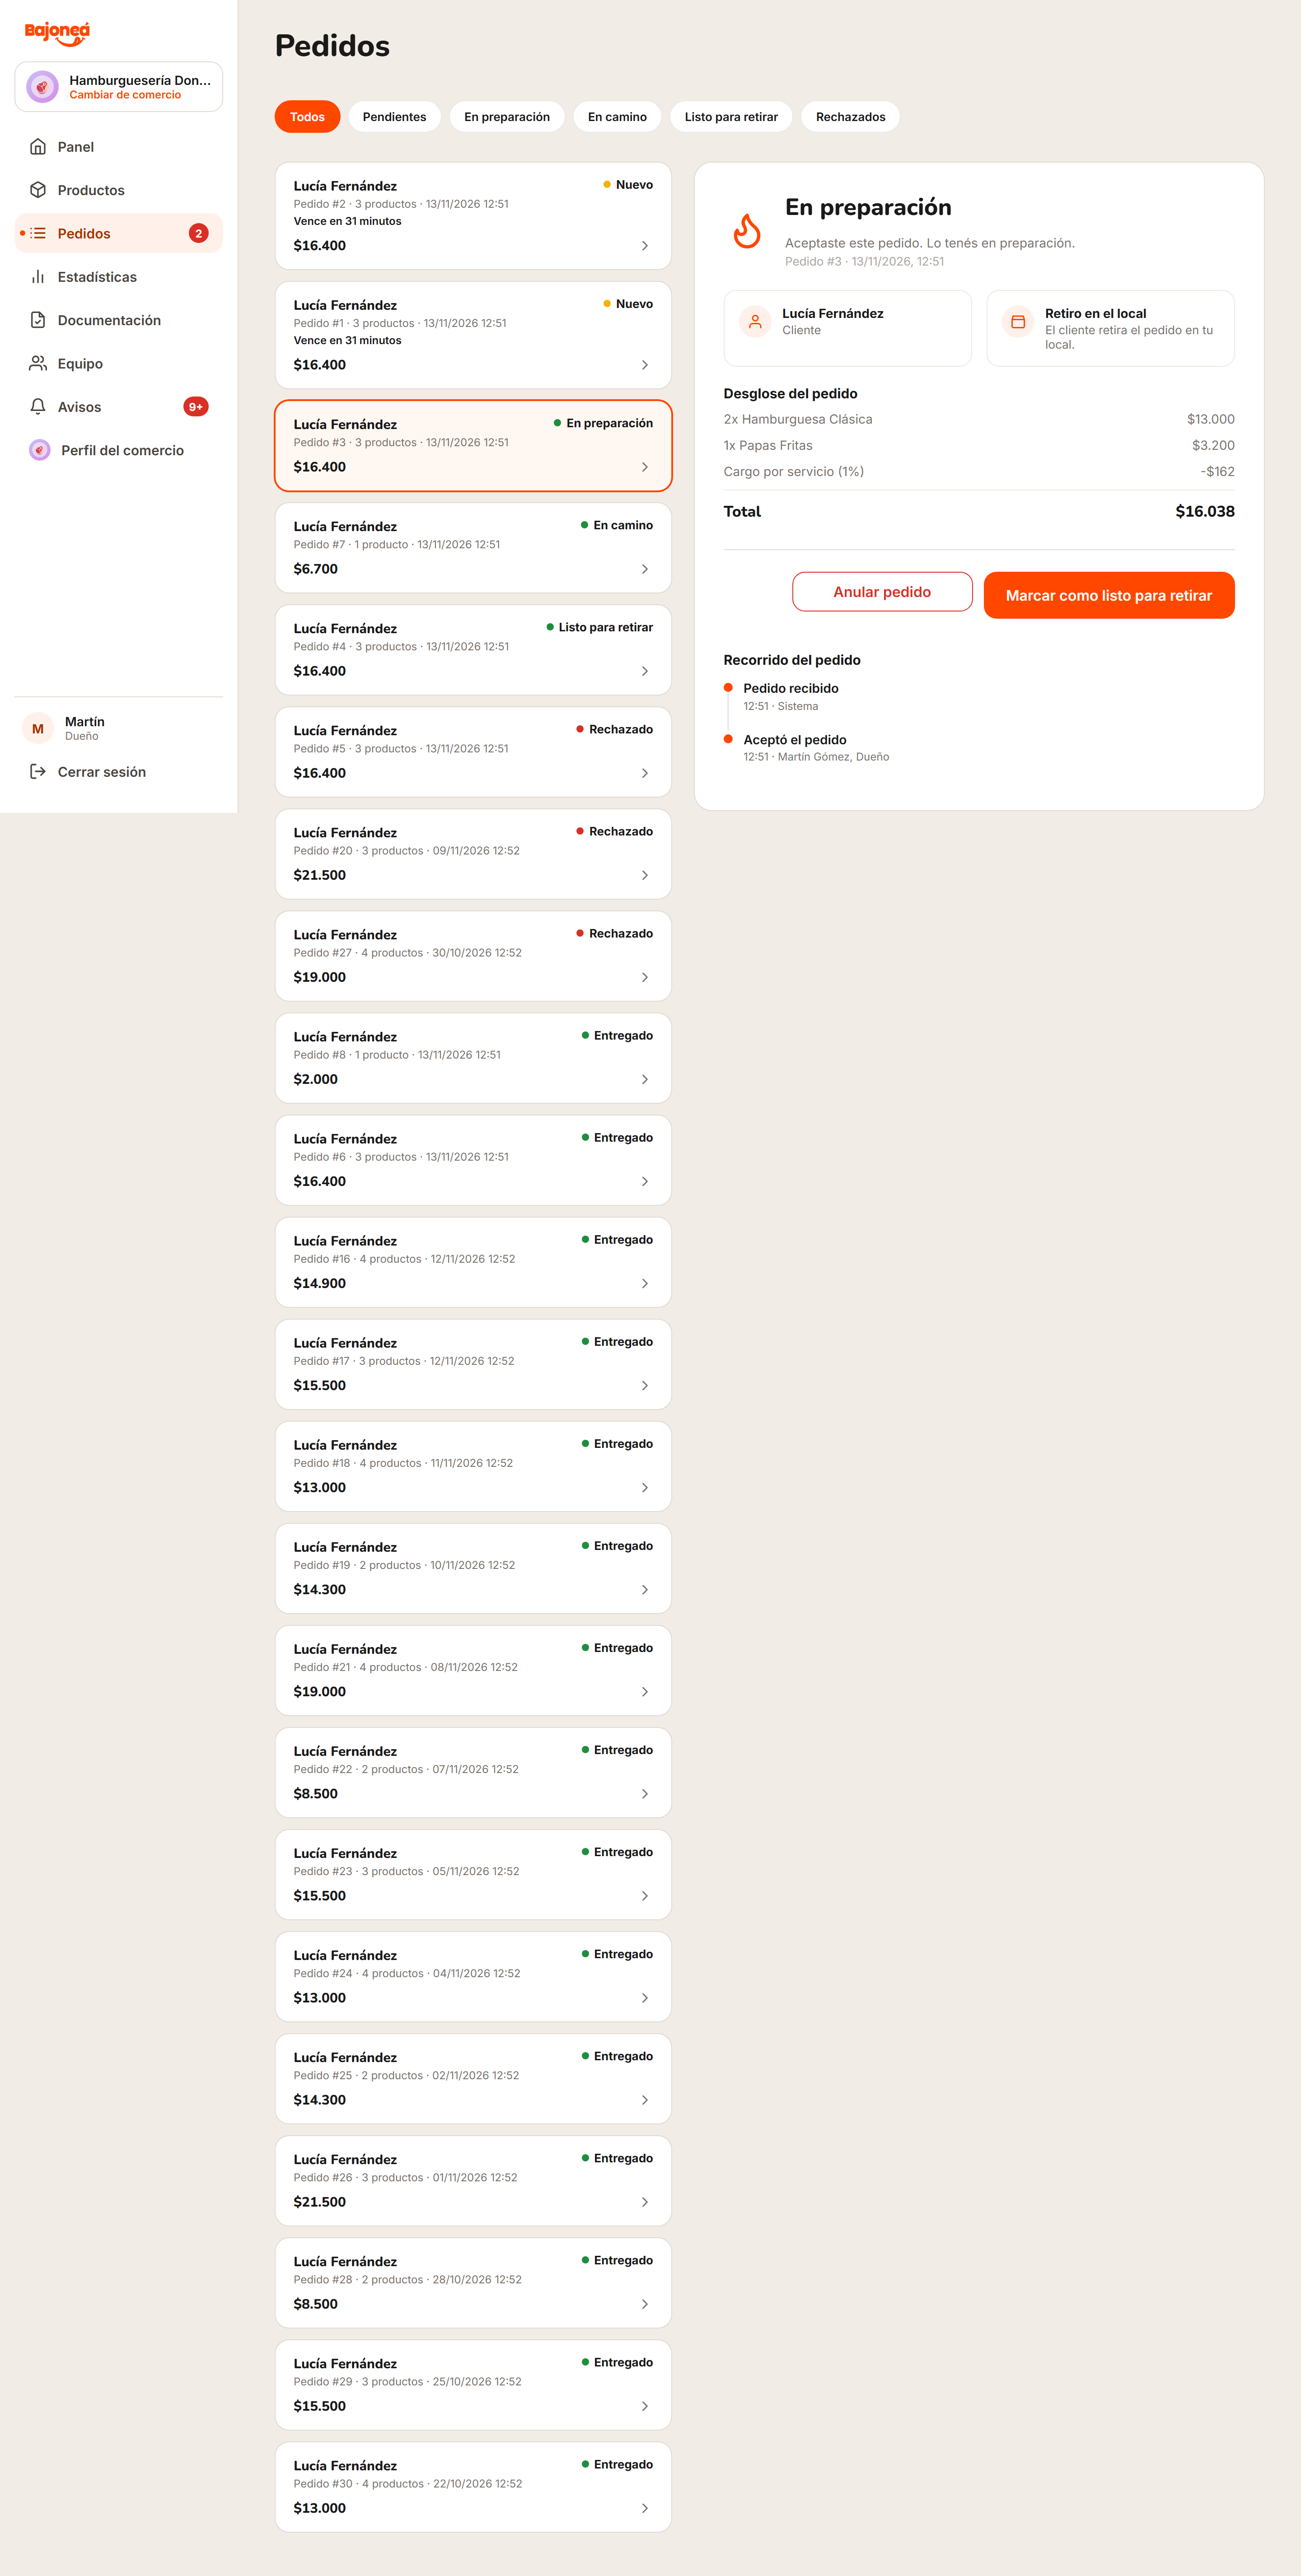 Bajoneá
Hamburguesería Don...
Cambiar de comercio
Panel
Productos
Pedidos
2
Estadísticas
Documentación
Equipo
Avisos
9+
Perfil del comercio
M
Martín
Dueño
Cerrar sesión
Pedidos
Todos
Pendientes
En preparación
En camino
Listo para retirar
Rechazados
Lucía Fernández
Nuevo
Pedido #2 · 3 productos · 13/11/2026 12:51
Vence en 31 minutos
$16.400
Lucía Fernández
Nuevo
Pedido #1 · 3 productos · 13/11/2026 12:51
Vence en 31 minutos
$16.400
Lucía Fernández
En preparación
Pedido #3 · 3 productos · 13/11/2026 12:51
$16.400
Lucía Fernández
En camino
Pedido #7 · 1 producto · 13/11/2026 12:51
$6.700
Lucía Fernández
Listo para retirar
Pedido #4 · 3 productos · 13/11/2026 12:51
$16.400
Lucía Fernández
Rechazado
Pedido #5 · 3 productos · 13/11/2026 12:51
$16.400
Lucía Fernández
Rechazado
Pedido #20 · 3 productos · 09/11/2026 12:52
$21.500
Lucía Fernández
Rechazado
Pedido #27 · 4 productos · 30/10/2026 12:52
$19.000
Lucía Fernández
Entregado
Pedido #8 · 1 producto · 13/11/2026 12:51
$2.000
Lucía Fernández
Entregado
Pedido #6 · 3 productos · 13/11/2026 12:51
$16.400
Lucía Fernández
Entregado
Pedido #16 · 4 productos · 12/11/2026 12:52
$14.900
Lucía Fernández
Entregado
Pedido #17 · 3 productos · 12/11/2026 12:52
$15.500
Lucía Fernández
Entregado
Pedido #18 · 4 productos · 11/11/2026 12:52
$13.000
Lucía Fernández
Entregado
Pedido #19 · 2 productos · 10/11/2026 12:52
$14.300
Lucía Fernández
Entregado
Pedido #21 · 4 productos · 08/11/2026 12:52
$19.000
Lucía Fernández
Entregado
Pedido #22 · 2 productos · 07/11/2026 12:52
$8.500
Lucía Fernández
Entregado
Pedido #23 · 3 productos · 05/11/2026 12:52
$15.500
Lucía Fernández
Entregado
Pedido #24 · 4 productos · 04/11/2026 12:52
$13.000
Lucía Fernández
Entregado
Pedido #25 · 2 productos · 02/11/2026 12:52
$14.300
Lucía Fernández
Entregado
Pedido #26 · 3 productos · 01/11/2026 12:52
$21.500
Lucía Fernández
Entregado
Pedido #28 · 2 productos · 28/10/2026 12:52
$8.500
Lucía Fernández
Entregado
Pedido #29 · 3 productos · 25/10/2026 12:52
$15.500
Lucía Fernández
Entregado
Pedido #30 · 4 productos · 22/10/2026 12:52
$13.000
En preparación
Aceptaste este pedido. Lo tenés en preparación.
Pedido #3 · 13/11/2026, 12:51
Lucía Fernández
Cliente
Retiro en el local
El cliente retira el pedido en tu
local.
Desglose del pedido
2x Hamburguesa Clásica $13.000
1x Papas Fritas $3.200
Cargo por servicio (1%) -$162
Total $16.038
Anular pedido
Marcar como listo para retirar
Recorrido del pedido
Pedido recibido
12:51 · Sistema
Aceptó el pedido
12:51 · Martín Gómez, Dueño